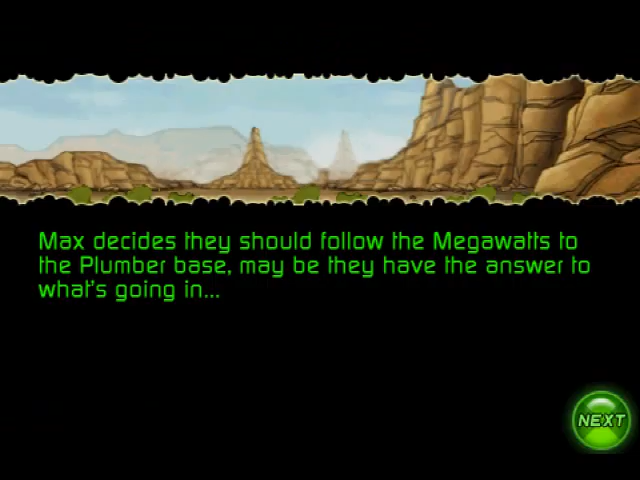 Max decides they should follow the Megawatts to
the Plumber base, may be they have the answer to
what's going in...
NEXT